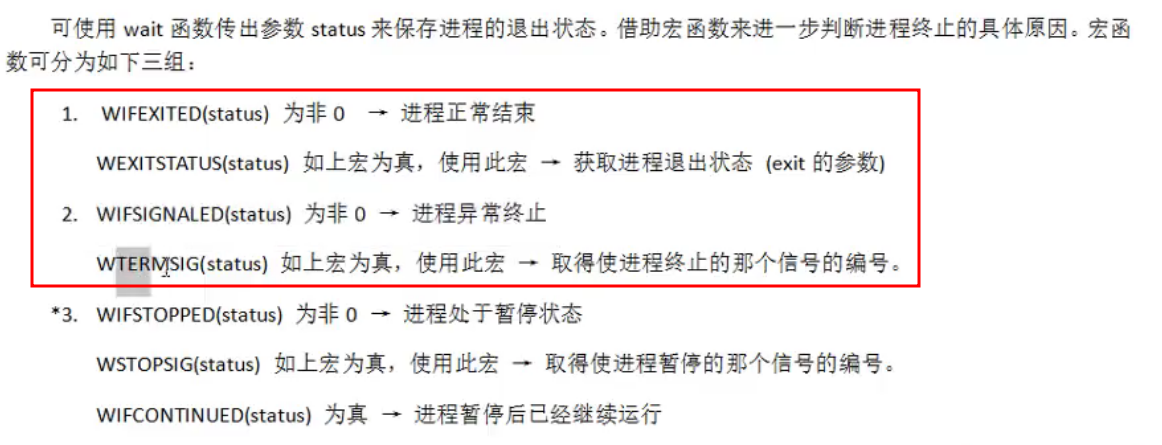 可使用 wait 函数传出参数 status 来保存进程的退出状态。借助宏函数来进一步判断进程终止的具体原因。宏函
数可分为如下三组：
1. WIFEXITED(status) 为非 0 → 进程正常结束
WEXITSTATUS(status) 如上宏为真，使用此宏 → 获取进程退出状态 (exit 的参数)
2. WIFSIGNALED(status) 为非 0 → 进程异常终止
WTERMSIG(status) 如上宏为真，使用此宏 → 取得使进程终止的那个信号的编号。
*3. WIFSTOPPED(status) 为非 0 → 进程处于暂停状态
WSTOPSIG(status) 如上宏为真，使用此宏 → 取得使进程暂停的那个信号的编号。
WIFCONTINUED(status) 为真 → 进程暂停后已经继续运行